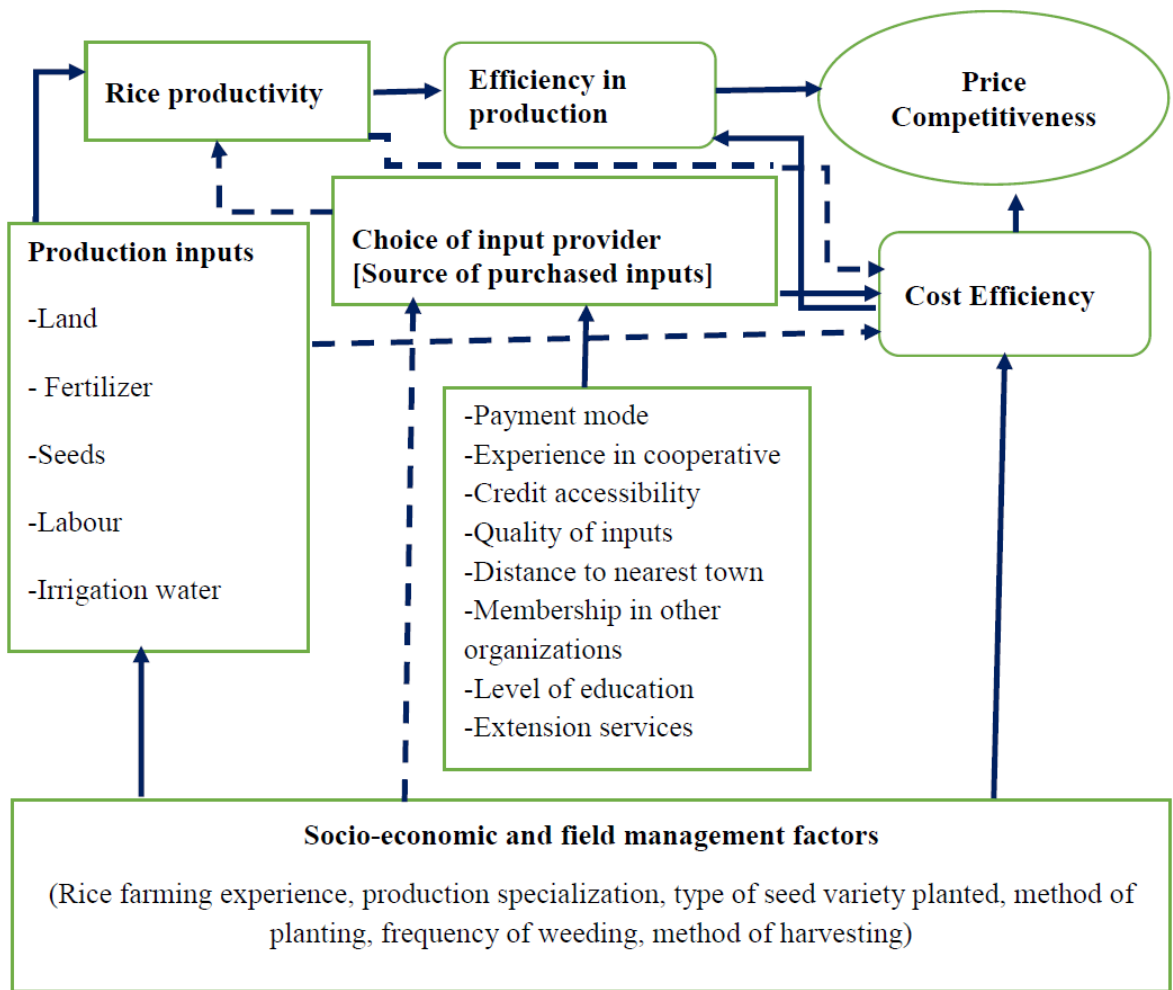 Rice productivity
Efficiency in
production
Price
Competitiveness
Production inputs
-Land
- Fertilizer
-Seeds
-Labour
-Irrigation water
Choice of input provider
[Source of purchased inputs]
Cost Efficiency
-Payment mode
-Experience in cooperative
-Credit accessibility
-Quality of inputs
-Distance to nearest town
-Membership in other
organizations
-Level of education
-Extension services
Socio-economic and field management factors
(Rice farming experience, production specialization, type of seed variety planted, method of
planting, frequency of weeding, method of harvesting)